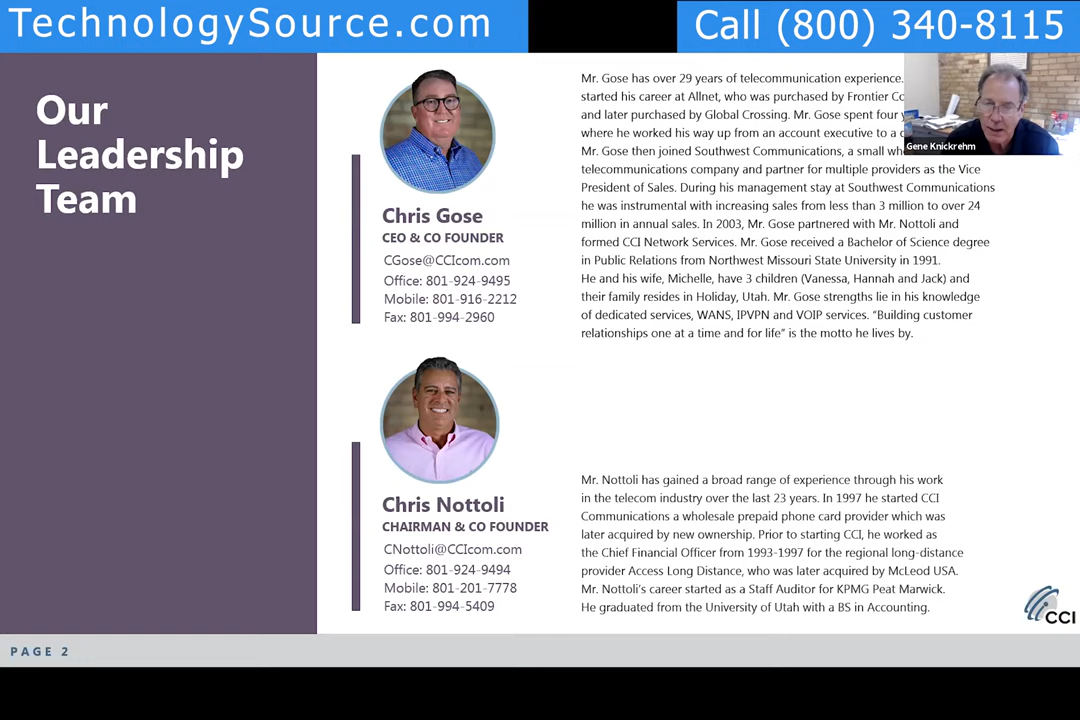 TechnologySource.com
Call (800) 340-8115
Our
Leadership
Team
Chris Gose
CEO & CO FOUNDER
CGose@CCIcom.com
Office: 801-924-9495
Mobile: 801-916-2212
Fax: 801-994-2960
Mr. Gose has over 29 years of telecommunication experience.
started his career at Allnet, who was purchased by Frontier
and later purchased by Global Crossing. Mr. Gose spent four
where he worked his way up from an account executive to a
Mr. Gose then joined Southwest Communications, a small
telecommunications company and partner for multiple providers as the Vice
President of Sales. During his management stay at Southwest Communications
he was instrumental with increasing sales from less than 3 million to over 24
million in annual sales. In 2003, Mr. Gose partnered with Mr. Nottoli and
formed CCI Network Services. Mr. Gose received a Bachelor of Science degree
in Public Relations from Northwest Missouri State University in 1991.
He and his wife, Michelle, have 3 children (Vanessa, Hannah and Jack) and
their family resides in Holiday, Utah. Mr. Gose strengths lie in his knowledge
of dedicated services, WANS, IPVPN and VOIP services. “Building customer
relationships one at a time and for life” is the motto he lives by.
Gene Knickrehm
Chris Nottoli
CHAIRMAN & CO FOUNDER
CNottoli@CCIcom.com
Office: 801-924-9494
Mobile: 801-201-7778
Fax: 801-994-5409
Mr. Nottoli has gained a broad range of experience through his work
in the telecom industry over the last 23 years. In 1997 he started CCI
Communications a wholesale prepaid phone card provider which was
later acquired by new ownership. Prior to starting CCI, he worked as
the Chief Financial Officer from 1993-1997 for the regional long-distance
provider Access Long Distance, who was later acquired by McLeod USA.
Mr. Nottoli’s career started as a Staff Auditor for KPMG Peat Marwick.
He graduated from the University of Utah with a BS in Accounting.
CCI
PAGE 2